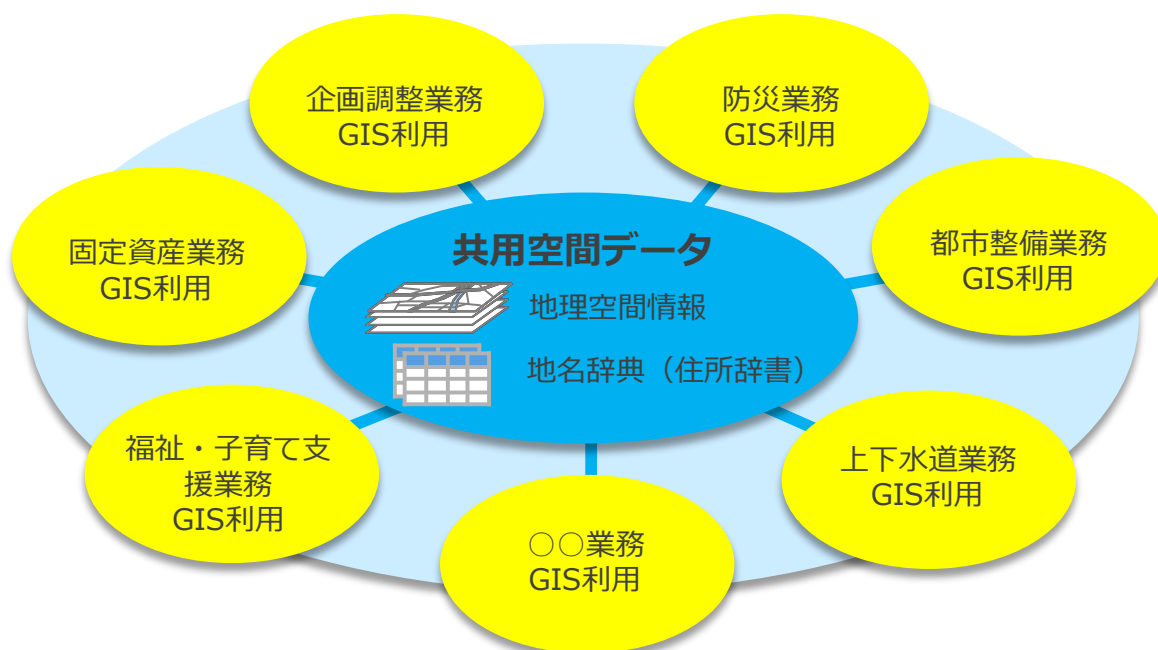 企画調整業務
GIS利用
防災業務
GIS利用
固定資産業務
GIS利用
共用空間データ
地理空間情報
地名辞典（住所辞書）
都市整備業務
GIS利用
福祉・子育て支
援業務
GIS利用
○○業務
GIS利用
上下水道業務
GIS利用